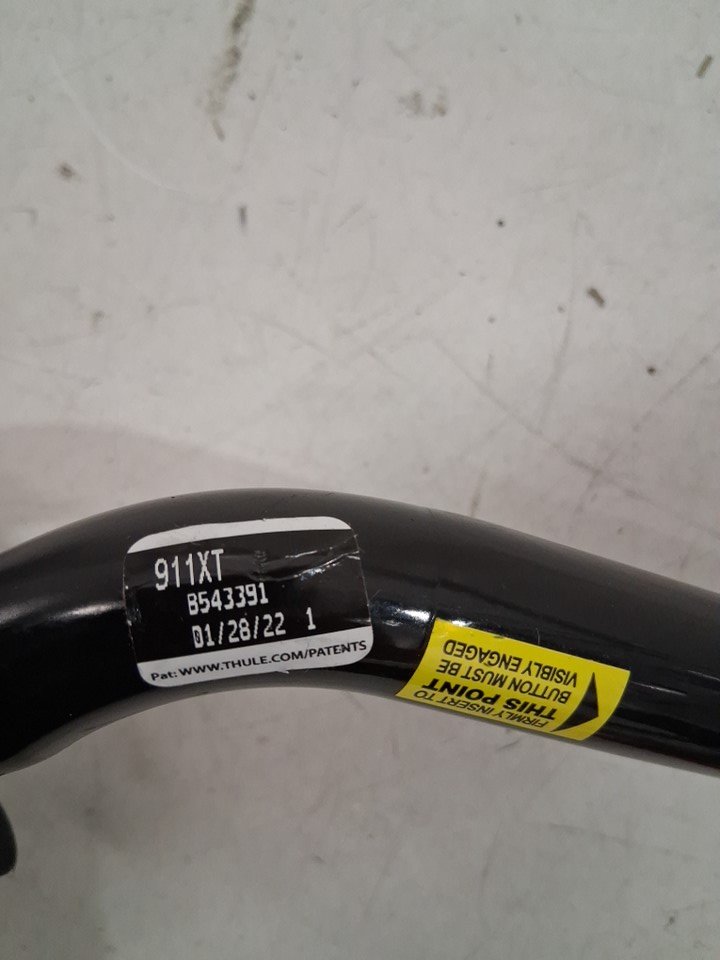 911XT
B543391
01/28/22 1
Pat: WWW.THULE.COM/PATENTS
FIRMLY INSERT TO
THIS POINT
BUTTON MUST BE
VISIBLY ENGAGED